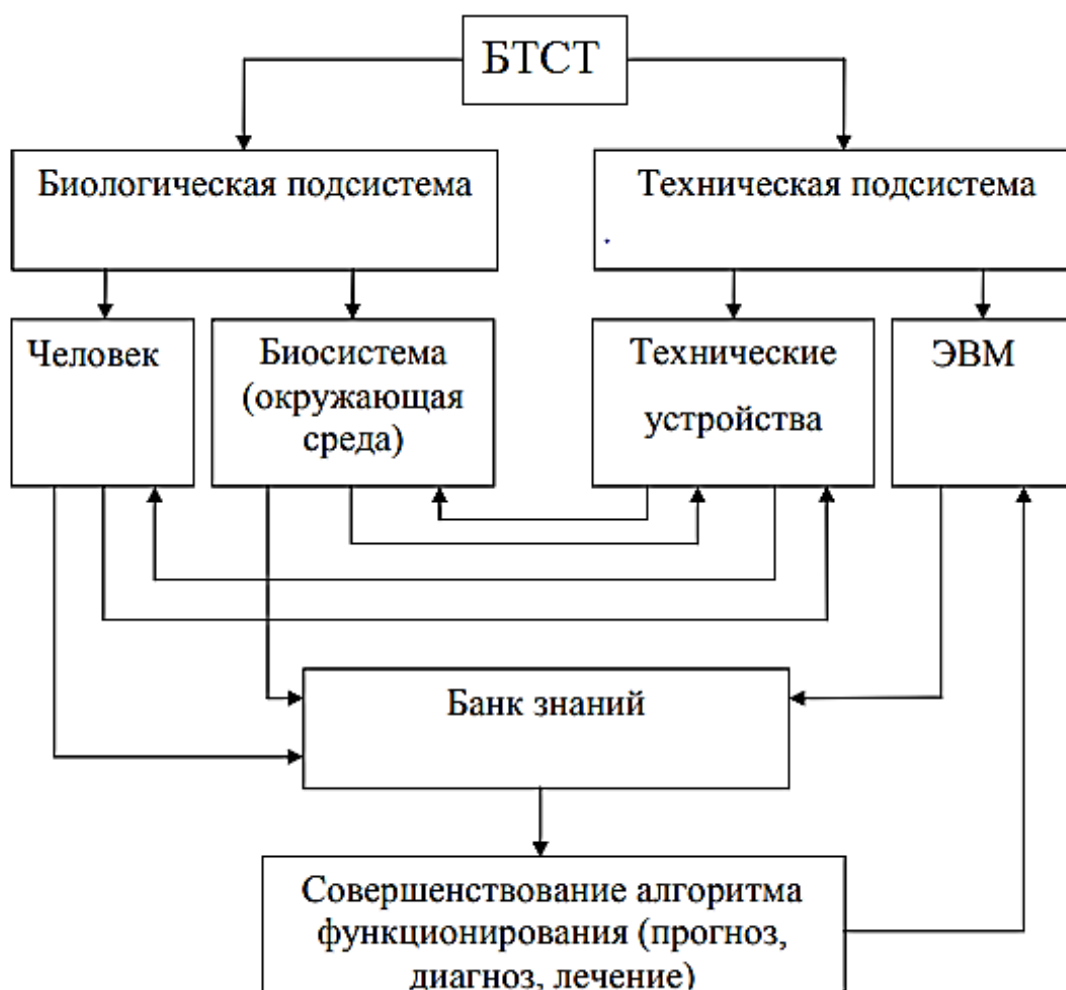 БТСТ
Биологическая подсистема
Техническая подсистема
Человек
Биосистема
(окружающая
среда)
Технические
устройства
ЭВМ
Банк знаний
Совершенствование алгоритма
функционирования (прогноз,
диагноз, лечение)